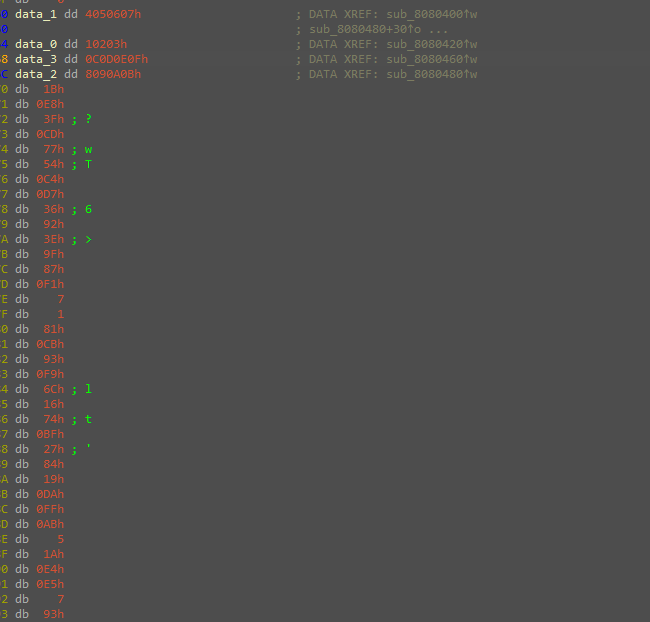 0 data_1 dd 4050607h ; DATA XREF: sub_8080400↑w
0 ; sub_8080480+30↑o ...
4 data_0 dd 10203h ; DATA XREF: sub_8080420↑w
8 data_3 dd 0C0D0E0Fh ; DATA XREF: sub_8080460↑w
C data_2 dd 8090A0Bh ; DATA XREF: sub_8080480↑w
0 db 1Bh
1 db 0E8h
2 db 3Fh ; ?
3 db 0CDh
4 db 77h ; w
5 db 54h ; T
6 db 0C4h
7 db 0D7h
8 db 36h ; 6
9 db 92h
A db 3Eh ; >
B db 9Fh
C db 87h
D db 0F1h
E db 7
F db 1
0 db 81h
1 db 0CBh
2 db 93h
3 db 0F9h
4 db 6Ch ; l
5 db 16h
6 db 74h ; t
7 db 0BFh
8 db 27h ; '
9 db 84h
A db 19h
B db 0DAh
C db 0FFh
D db 0ABh
E db 5
F db 1Ah
0 db 0E4h
1 db 0E5h
2 db 7
3 db 93h